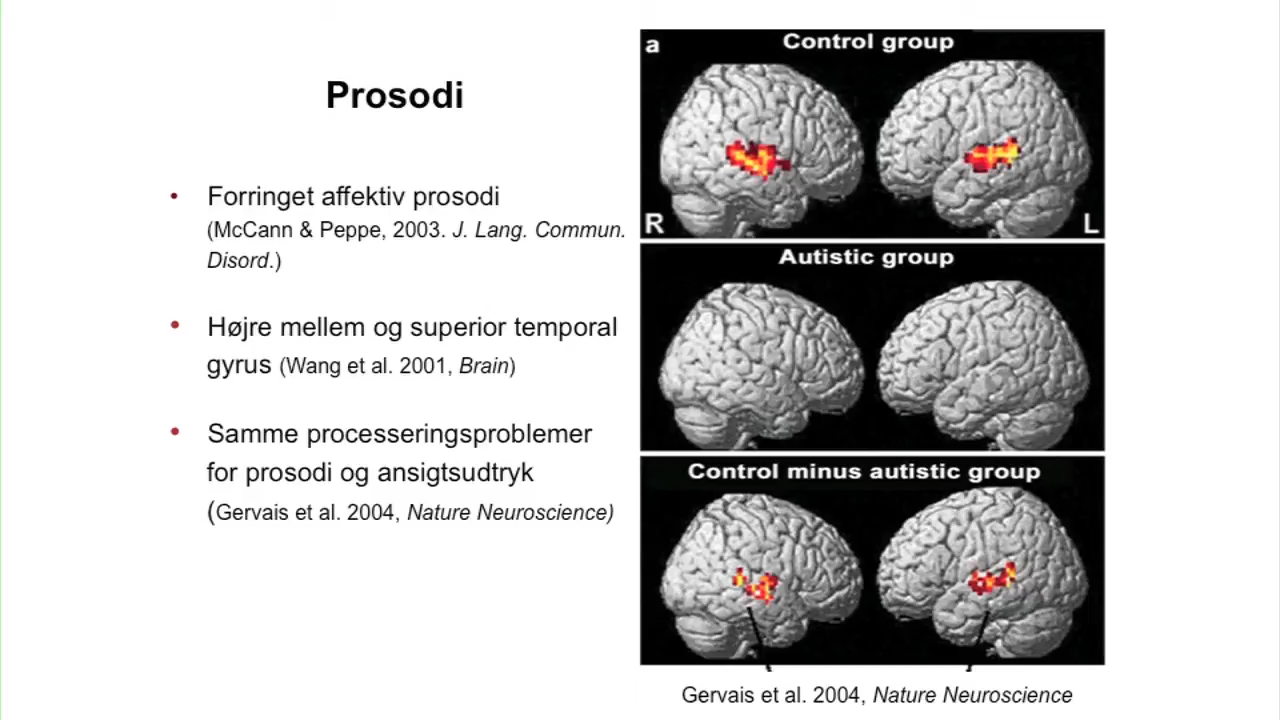 Prosodi
• Forringet affektiv prosodi
(McCann & Peppe, 2003. J. Lang. Commun.
Disord.)
• Højre mellem og superior temporal
gyrus (Wang et al. 2001, Brain)
• Samme processeringsproblemer
for prosodi og ansigtsudtryk
(Gervais et al. 2004, Nature Neuroscience)
a
Control group
R
L
Autistic group
Control minus autistic group
Gervais et al. 2004, Nature Neuroscience